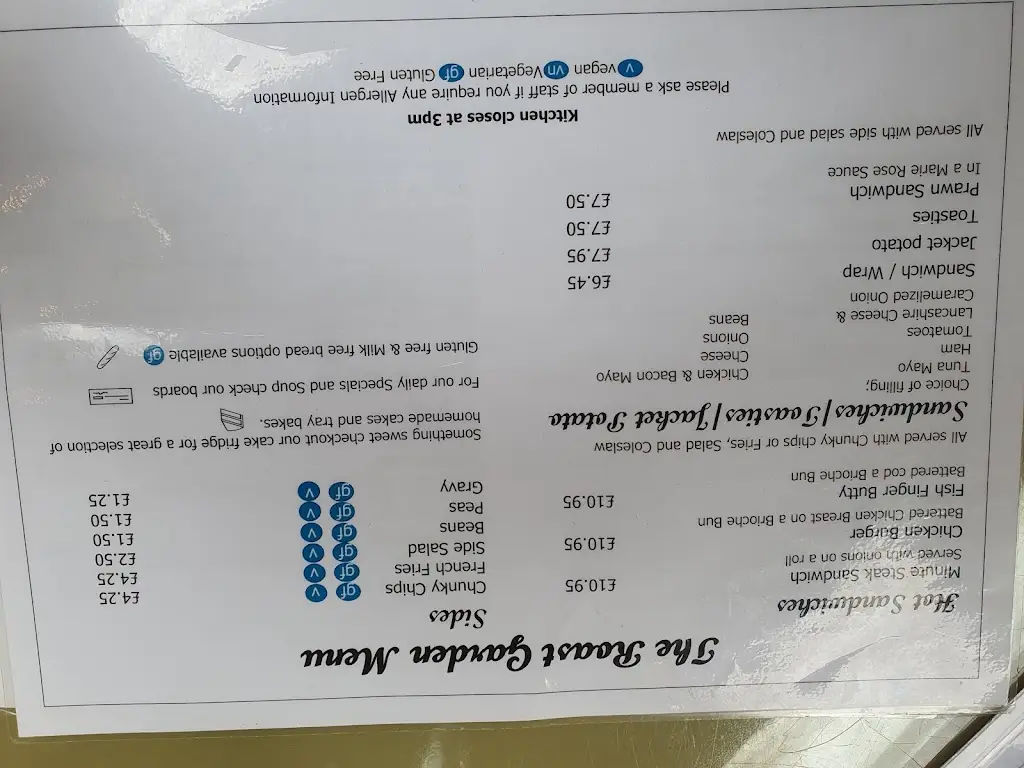 The Roast Garden Menu
Hot Sandwiches
Minute Steak Sandwich £10.95
Served with onions on a roll
Chicken Burger £10.95
Battered Chicken Breast on a Brioche Bun
Fish Finger Butty £10.95
Battered cod a Brioche Bun
All served with Chunky chips or Fries, Salad and Coleslaw
Sandwiches|Toasties|Jacket Potato
Choice of filling;
Tuna Mayo Chicken & Bacon Mayo
Ham Cheese
Tomatoes Onions
Lancashire Cheese & Beans
Caramelized Onion
Sandwich / Wrap £6.45
Jacket potato £7.95
Toasties £7.50
Prawn Sandwich £7.50
In a Marie Rose Sauce
All served with side salad and Coleslaw
Sides
Chunky Chips gf v £4.25
French Fries gf v £4.25
Side Salad gf v £2.50
Beans gf v £1.50
Peas gf v £1.50
Gravy gf v £1.25
Something sweet checkout our cake fridge for a great selection of
homemade cakes and tray bakes.
For our daily Specials and Soup check our boards
Gluten free & Milk free bread options available gf
Kitchen closes at 3pm
Please ask a member of staff if you require any Allergen Information
v vegan vn Vegetarian gf Gluten Free